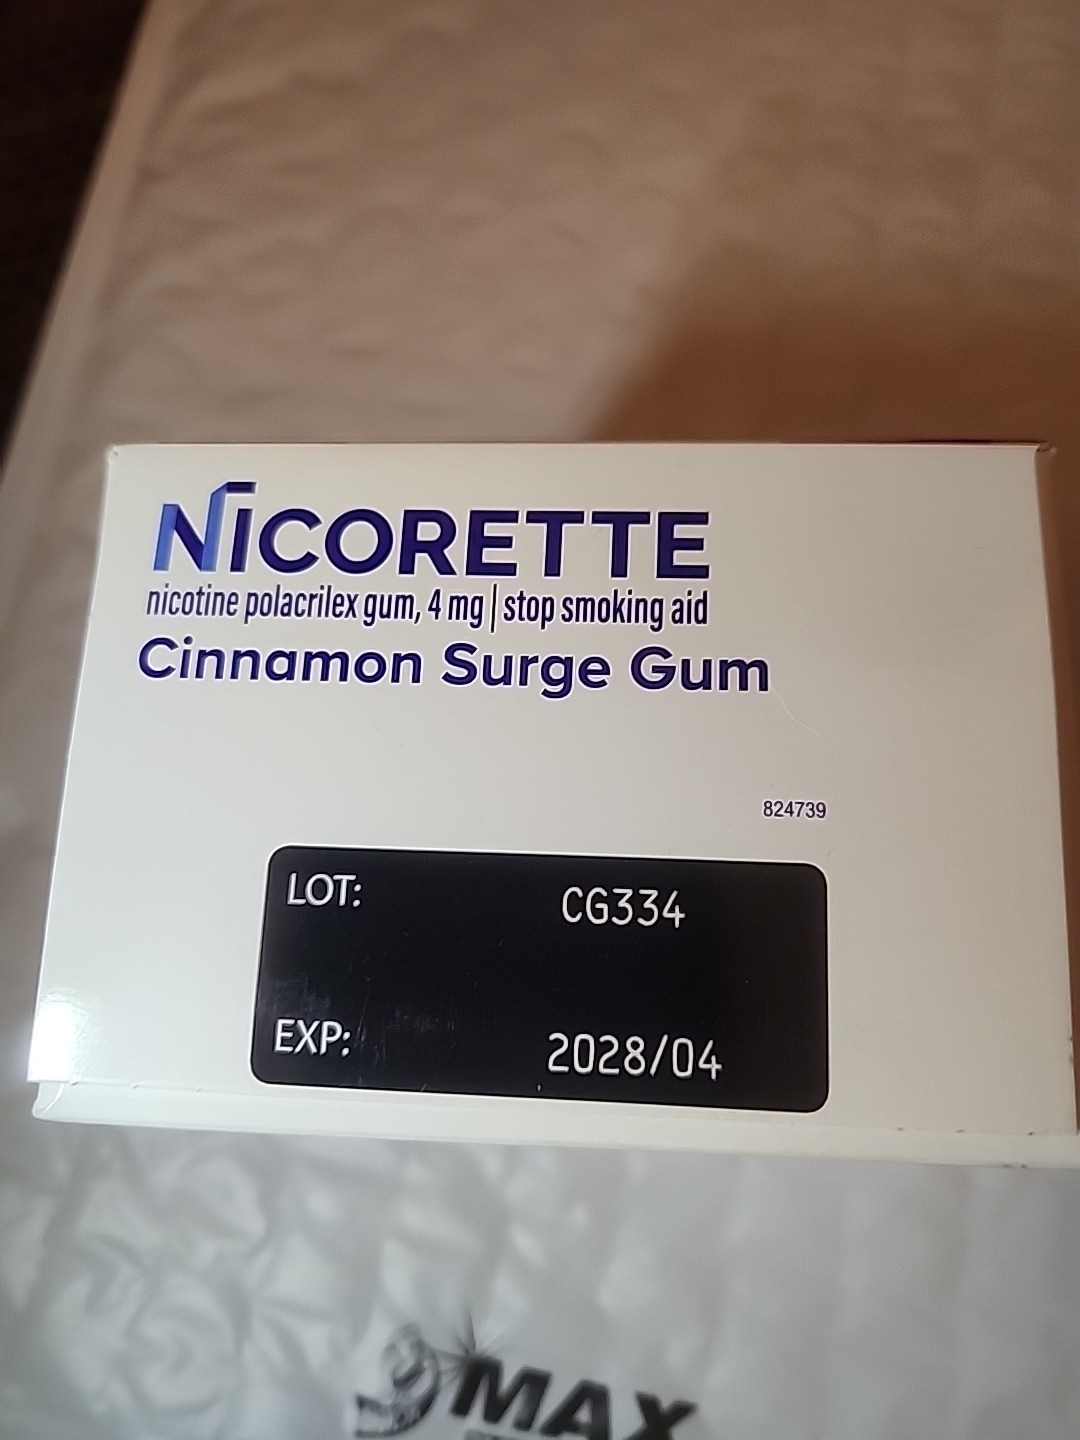 NICORETTE
nicotine polacrilex gum, 4 mg | stop smoking aid
Cinnamon Surge Gum
824739
LOT: CG334
EXP: 2028/04
MAX